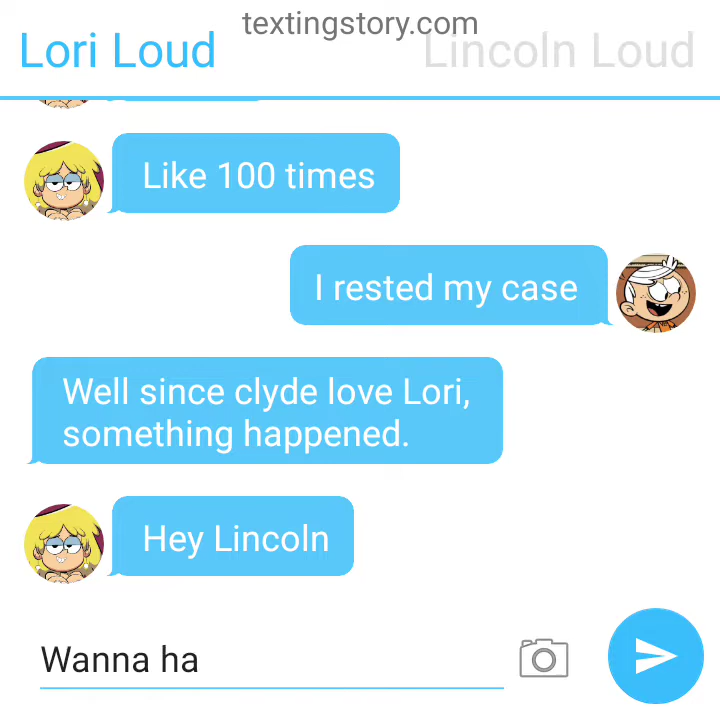 textingstory.com
Lori Loud
Lincoln Loud
Like 100 times
I rested my case
Well since clyde love Lori,
something happened.
Hey Lincoln
Wanna ha